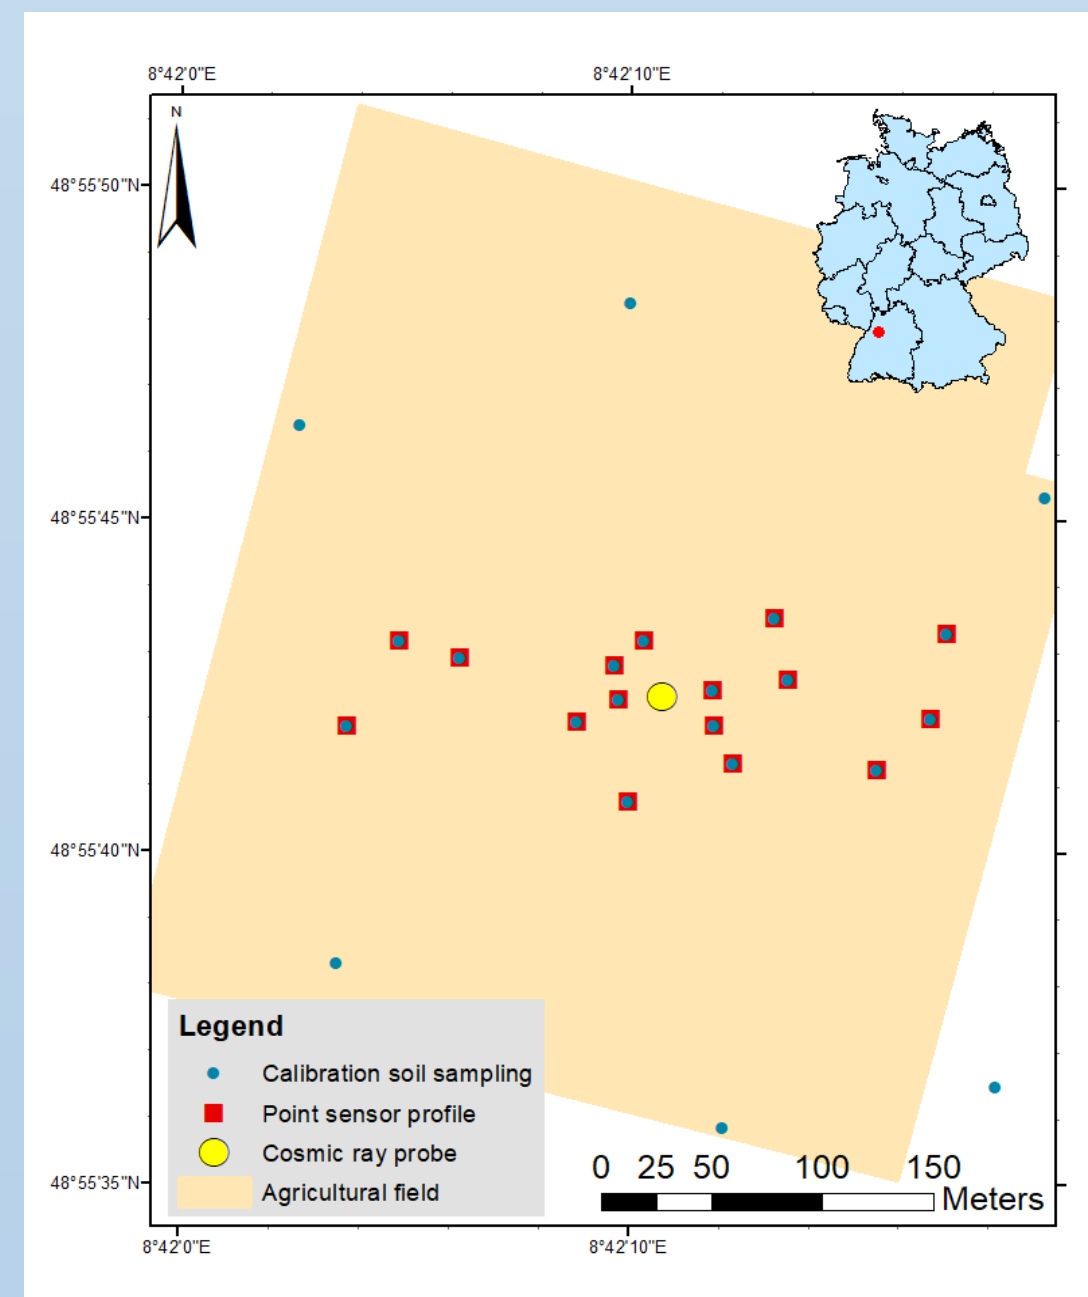 8°42'0"E
8°42'10"E
N
48°55'50"N
48°55'45"N
48°55'40"N
48°55'35"N
Legend
Calibration soil sampling
Point sensor profile
Cosmic ray probe
Agricultural field
0 25 50 100 150
Meters
8°42'0"E
8°42'10"E